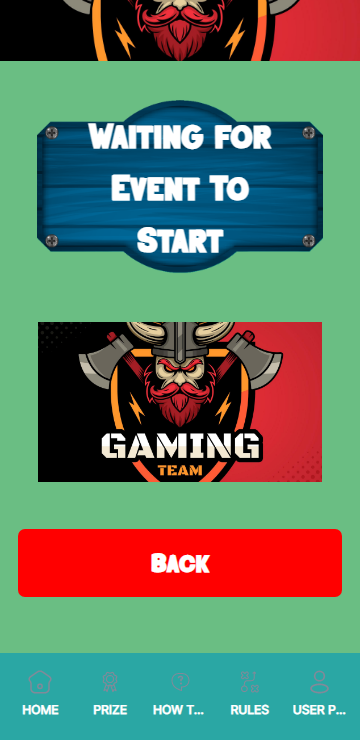 Waiting for
Event To
Start
GAMING
TEAM
Back
HOME
PRIZE
HOW T...
RULES
USER P...